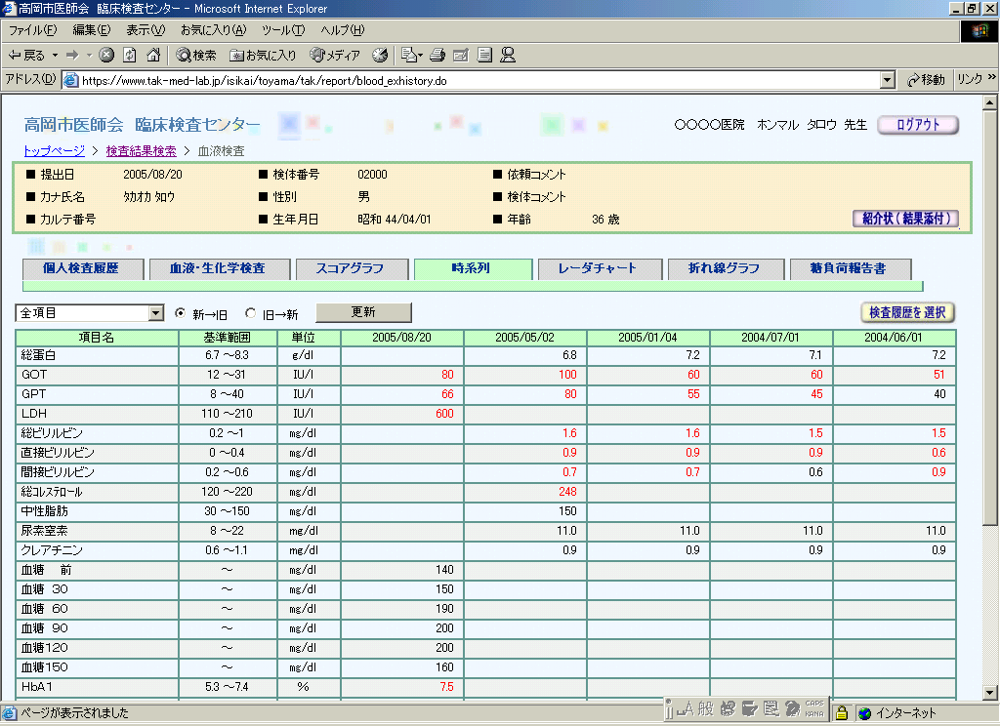 高岡市医師会 臨床検査センター - Microsoft Internet Explorer
ファイル(F) 編集(E) 表示(V) お気に入り(A) ツール(T) ヘルプ(H)
戻る 検索 お気に入り メディア
アドレス(D) https://www.tak-med-lab.jp/isikai/toyama/tak/report/blood_exhistory.do 移動 リンク »
高岡市医師会 臨床検査センター 〇〇〇〇医院 ホンマル タロウ 先生 ログアウト
トップページ > 検査結果検索 > 血液検査
■ 提出日 2005/08/20 ■ 検体番号 02000 ■ 依頼コメント
■ カナ氏名 タカオカ タロウ ■ 性別 男 ■ 検体コメント
■ カルテ番号 ■ 生年月日 昭和 44/04/01 ■ 年齢 36 歳 紹介状(結果添付)
個人検査履歴 血液・生化学検査 スコアグラフ 時系列 レーダチャート 折れ線グラフ 糖負荷報告書
全項目 新→旧 旧→新 更新 検査履歴を選択
項目名 基準範囲 単位 2005/08/20 2005/05/02 2005/01/04 2004/07/01 2004/06/01
総蛋白 6.7 ～8.3 g/dl 6.8 7.2 7.1 7.2
GOT 12 ～31 IU/l 80 100 60 60 51
GPT 8 ～40 IU/l 66 80 55 45 40
LDH 110 ～210 IU/l 600
総ビリルビン 0.2 ～1 mg/dl 1.6 1.6 1.5 1.5
直接ビリルビン 0 ～0.4 mg/dl 0.9 0.9 0.9 0.6
間接ビリルビン 0.2 ～0.6 mg/dl 0.7 0.7 0.6 0.9
総コレステロール 120 ～220 mg/dl 248
中性脂肪 30 ～150 mg/dl 150
尿素窒素 8 ～22 mg/dl 11.0 11.0 11.0 11.0
クレアチニン 0.6 ～1.1 mg/dl 0.9 0.9 0.9 0.9
血糖 前 ～ mg/dl 140
血糖 30 ～ mg/dl 150
血糖 60 ～ mg/dl 190
血糖 90 ～ mg/dl 200
血糖120 ～ mg/dl 200
血糖150 ～ mg/dl 160
HbA1 5.3 ～7.4 % 7.5
ページが表示されました A 般 CAPS KANA インターネット